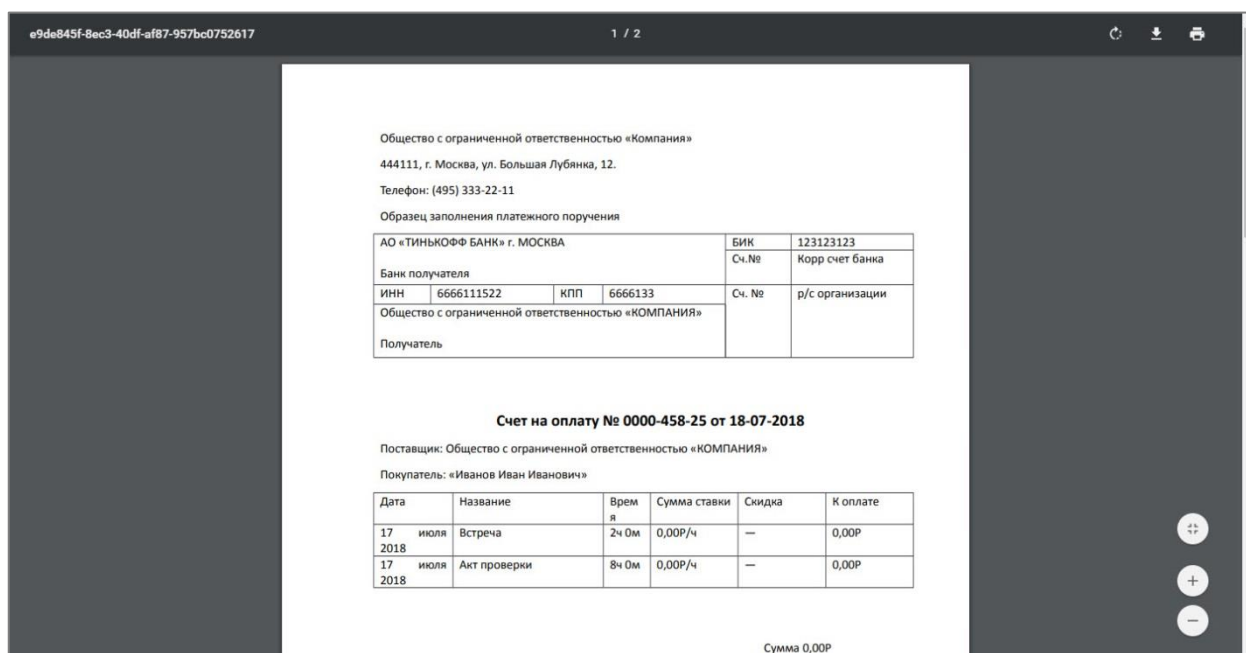 e9de845f-8ec3-40df-af87-957bc0752617
1 / 2
Общество с ограниченной ответственностью «Компания»
444111, г. Москва, ул. Большая Лубянка, 12.
Телефон: (495) 333-22-11
Образец заполнения платежного поручения
АО «ТИНЬКОФФ БАНК» г. МОСКВА БИК 123123123
Сч.№ Корр счет банка
Банк получателя
ИНН 6666111522 КПП 6666133 Сч. № р/с организации
Общество с ограниченной ответственностью «КОМПАНИЯ»
Получатель
Счет на оплату № 0000-458-25 от 18-07-2018
Поставщик: Общество с ограниченной ответственностью «КОМПАНИЯ»
Покупатель: «Иванов Иван Иванович»
Дата Название Врем Сумма ставки Скидка К оплате
я
17 июля Встреча 2ч 0м 0,00Р/ч — 0,00Р
2018
17 июля Акт проверки 8ч 0м 0,00Р/ч — 0,00Р
2018
Сумма 0,00Р